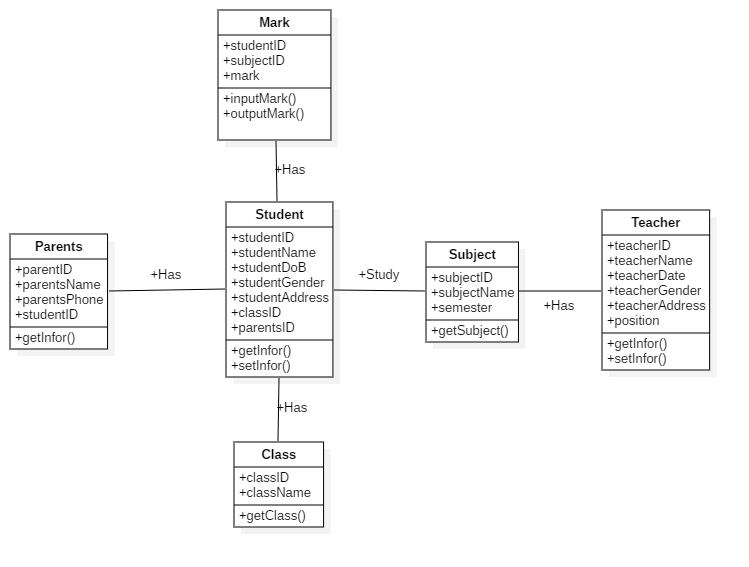 Mark
+studentID
+subjectID
+mark
+inputMark()
+outputMark()
+Has
Student
+studentID
+studentName
+studentDoB
+studentGender
+studentAddress
+classID
+parentsID
+getInfor()
+setInfor()
Parents
+parentID
+parentsName
+parentsPhone
+studentID
+getInfor()
+Has
+Study
Subject
+subjectID
+subjectName
+semester
+getSubject()
+Has
Teacher
+teacherID
+teacherName
+teacherDate
+teacherGender
+teacherAddress
+position
+getInfor()
+setInfor()
+Has
Class
+classID
+className
+getClass()